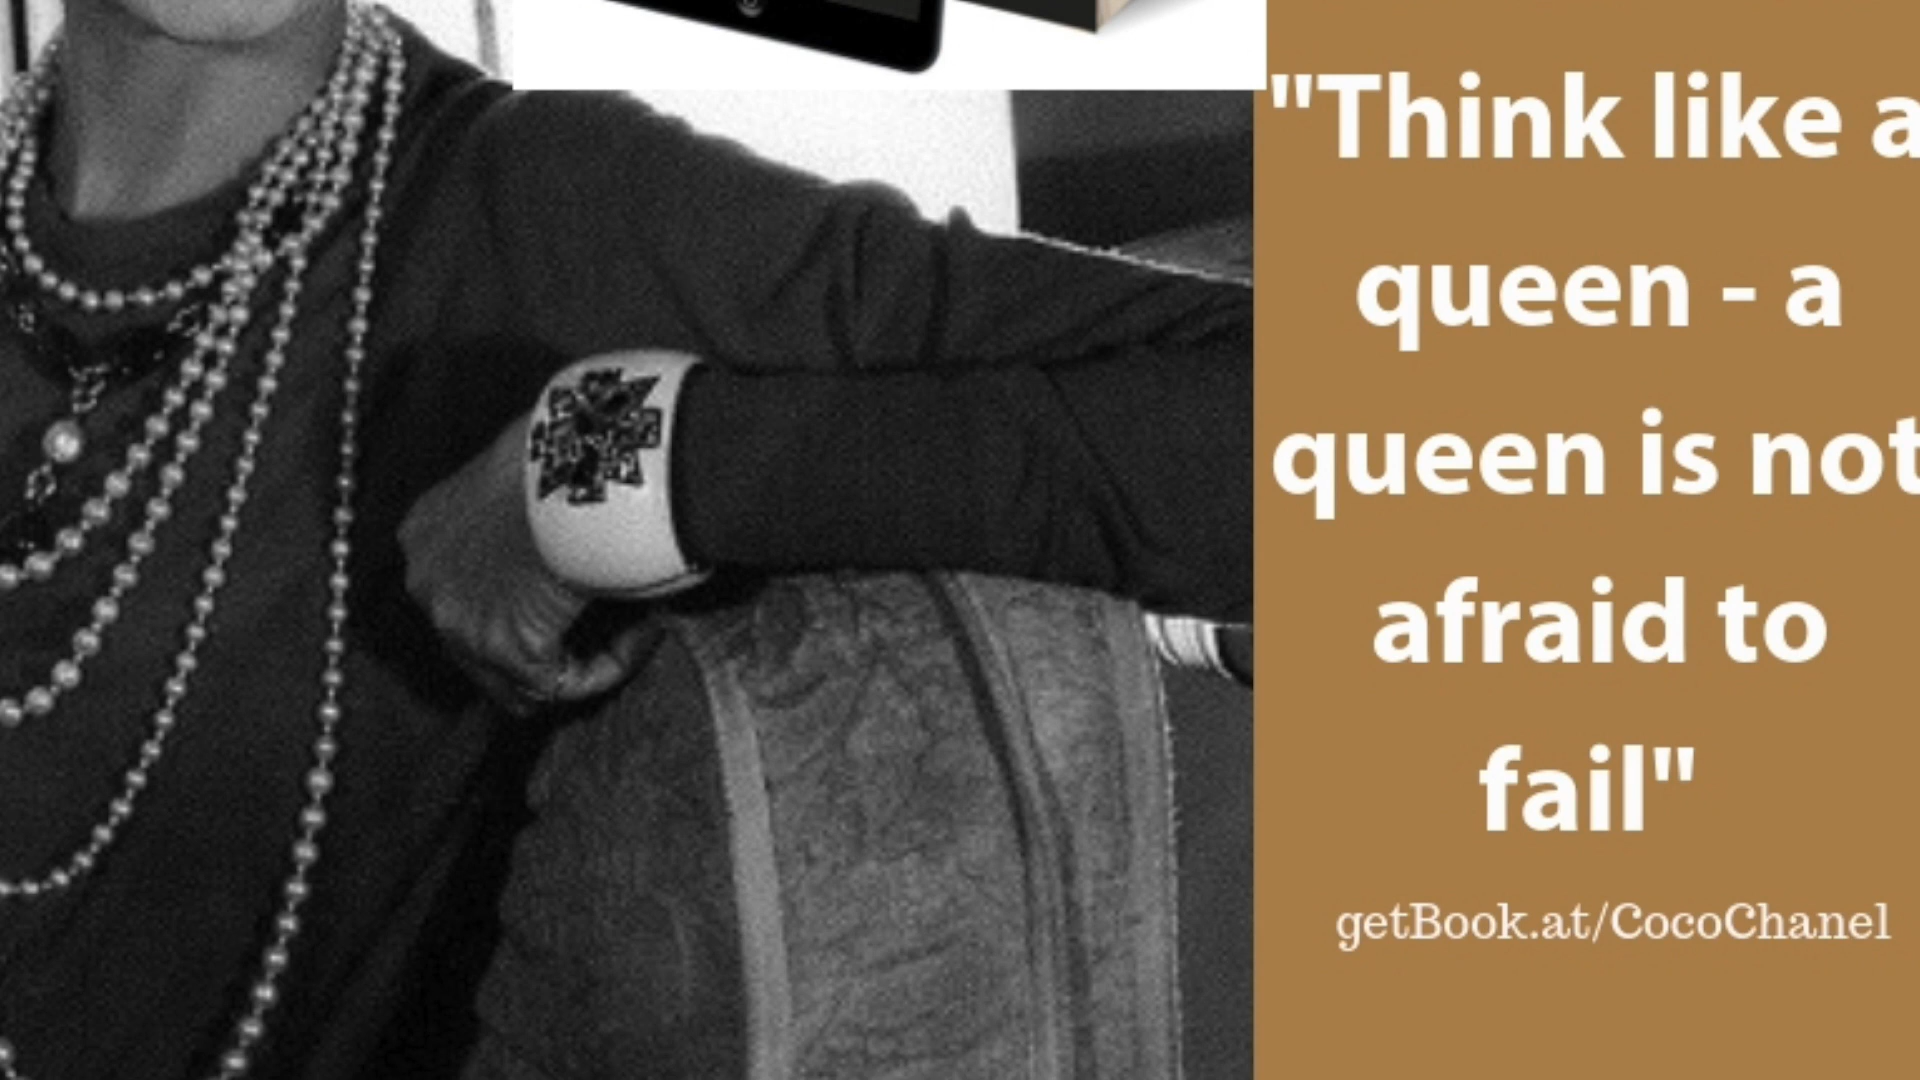 "Think like a
queen - a
queen is not
afraid to
fail"
getBook.at/CocoChanel